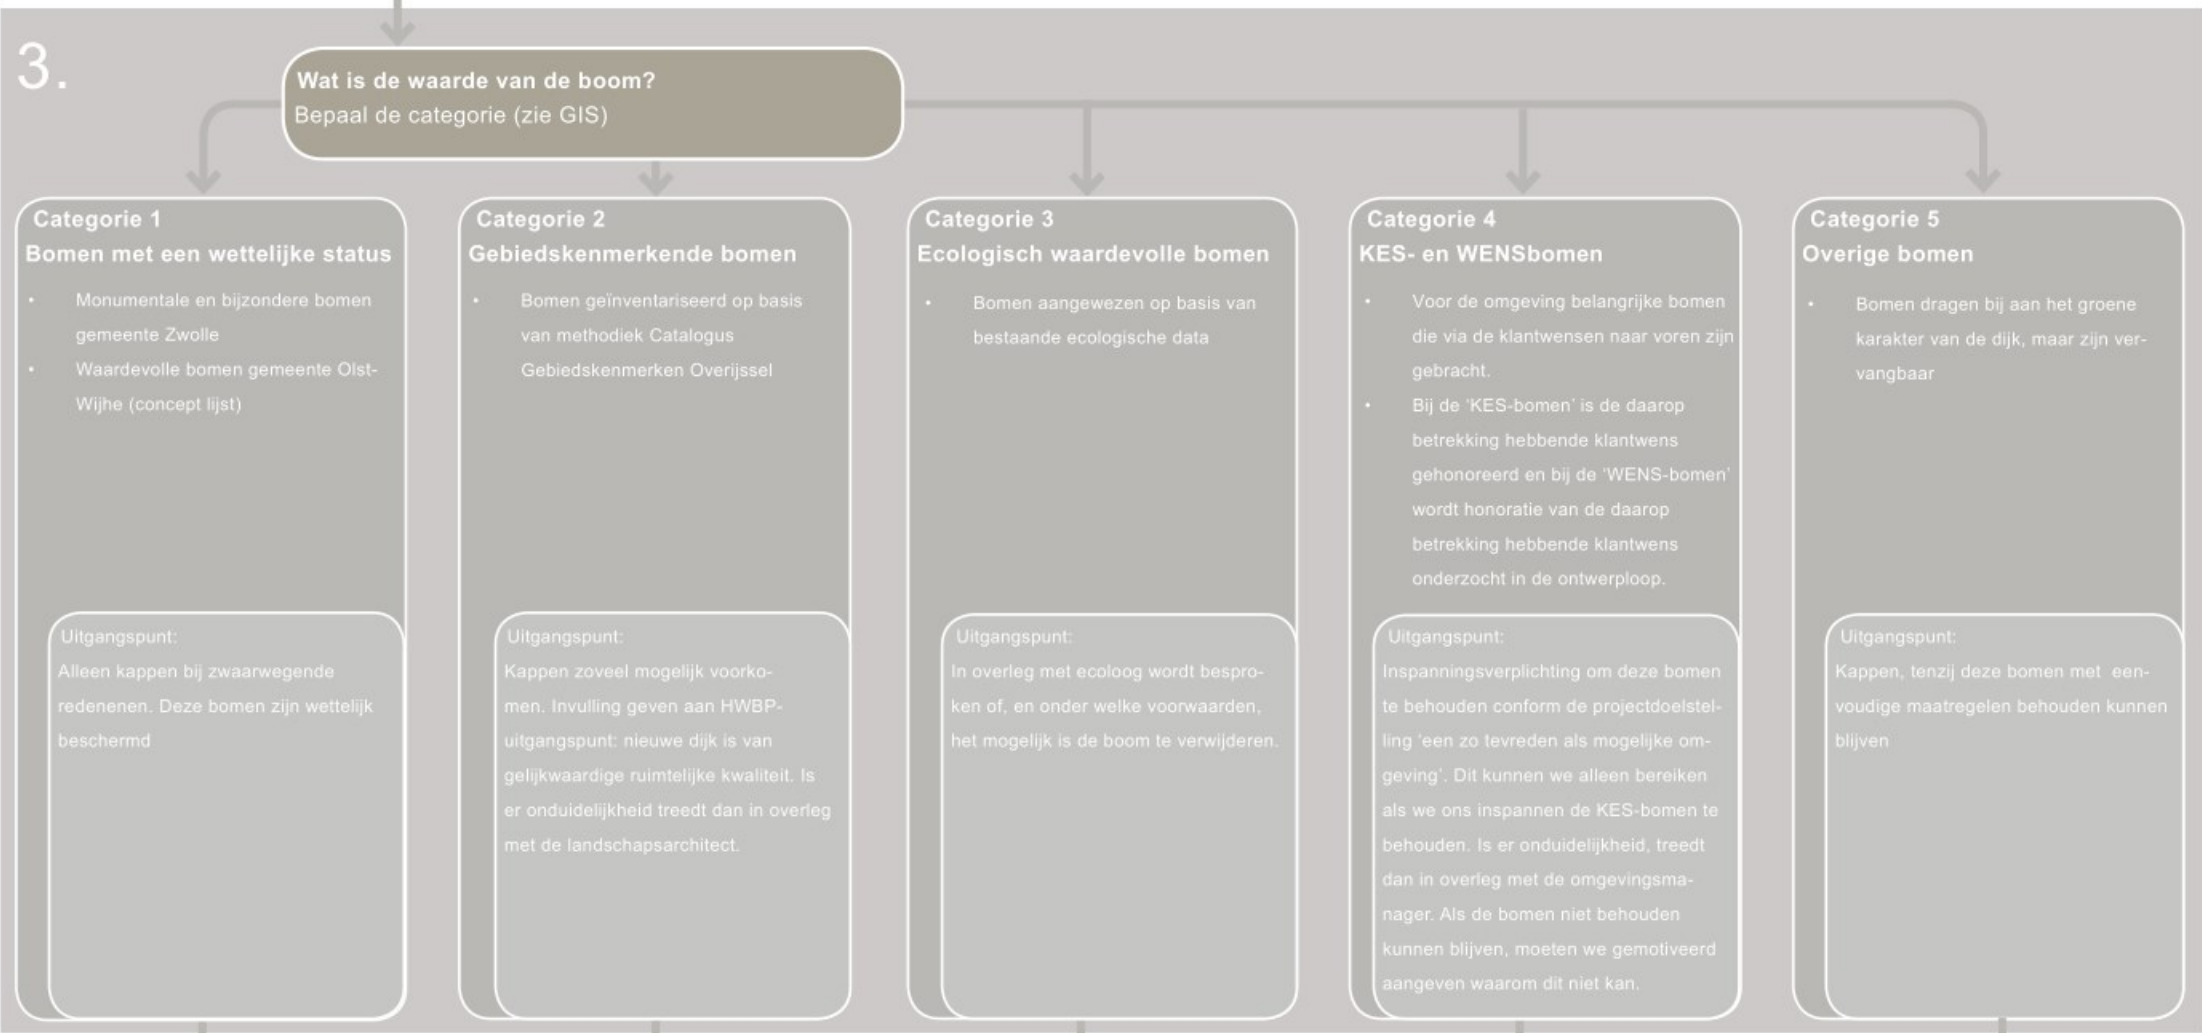 3.
Wat is de waarde van de boom?
Bepaal de categorie (zie GIS)
Categorie 1
Bomen met een wettelijke status
• Monumentale en bijzondere bomen
gemeente Zwolle
• Waardevolle bomen gemeente Olst-
Wijhe (concept lijst)
Uitgangspunt:
Alleen kappen bij zwaarwegende
redenenen. Deze bomen zijn wettelijk
beschermd
Categorie 2
Gebiedskenmerkende bomen
• Bomen geïnventariseerd op basis
van methodiek Catalogus
Gebiedskenmerken Overijssel
Uitgangspunt:
Kappen zoveel mogelijk voorko-
men. Invulling geven aan HWBP-
uitgangspunt: nieuwe dijk is van
gelijkwaardige ruimtelijke kwaliteit. Is
er onduidelijkheid treedt dan in overleg
met de landschapsarchitect.
Categorie 3
Ecologisch waardevolle bomen
• Bomen aangewezen op basis van
bestaande ecologische data
Uitgangspunt:
In overleg met ecoloog wordt bespro-
ken of, en onder welke voorwaarden,
het mogelijk is de boom te verwijderen.
Categorie 4
KES- en WENSbomen
• Voor de omgeving belangrijke bomen
die via de klantwensen naar voren zijn
gebracht.
• Bij de ‘KES-bomen’ is de daarop
betrekking hebbende klantwens
gehonoreerd en bij de ‘WENS-bomen’
wordt honoratie van de daarop
betrekking hebbende klantwens
onderzocht in de ontwerploop.
Uitgangspunt:
Inspanningsverplichting om deze bomen
te behouden conform de projectdoelstel-
ling ‘een zo tevreden als mogelijke om-
geving’. Dit kunnen we alleen bereiken
als we ons inspannen de KES-bomen te
behouden. Is er onduidelijkheid, treedt
dan in overleg met de omgevingsma-
nager. Als de bomen niet behouden
kunnen blijven, moeten we gemotiveerd
aangeven waarom dit niet kan.
Categorie 5
Overige bomen
• Bomen dragen bij aan het groene
karakter van de dijk, maar zijn ver-
vangbaar
Uitgangspunt:
Kappen, tenzij deze bomen met een-
voudige maatregelen behouden kunnen
blijven